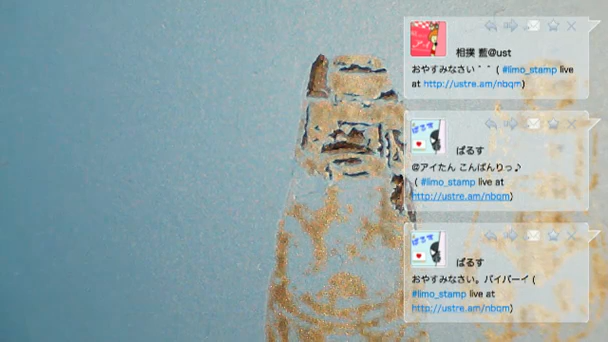 相撲 藍@ust
おやすみなさい＾＾ ( #limo_stamp live
at http://ustre.am/nbqm)
ぱるす
@アイたん こんばんりっ♪
( #limo_stamp live at
http://ustre.am/nbqm)
ぱるす
おやすみなさい。バイバーイ (
#limo_stamp live at
http://ustre.am/nbqm)